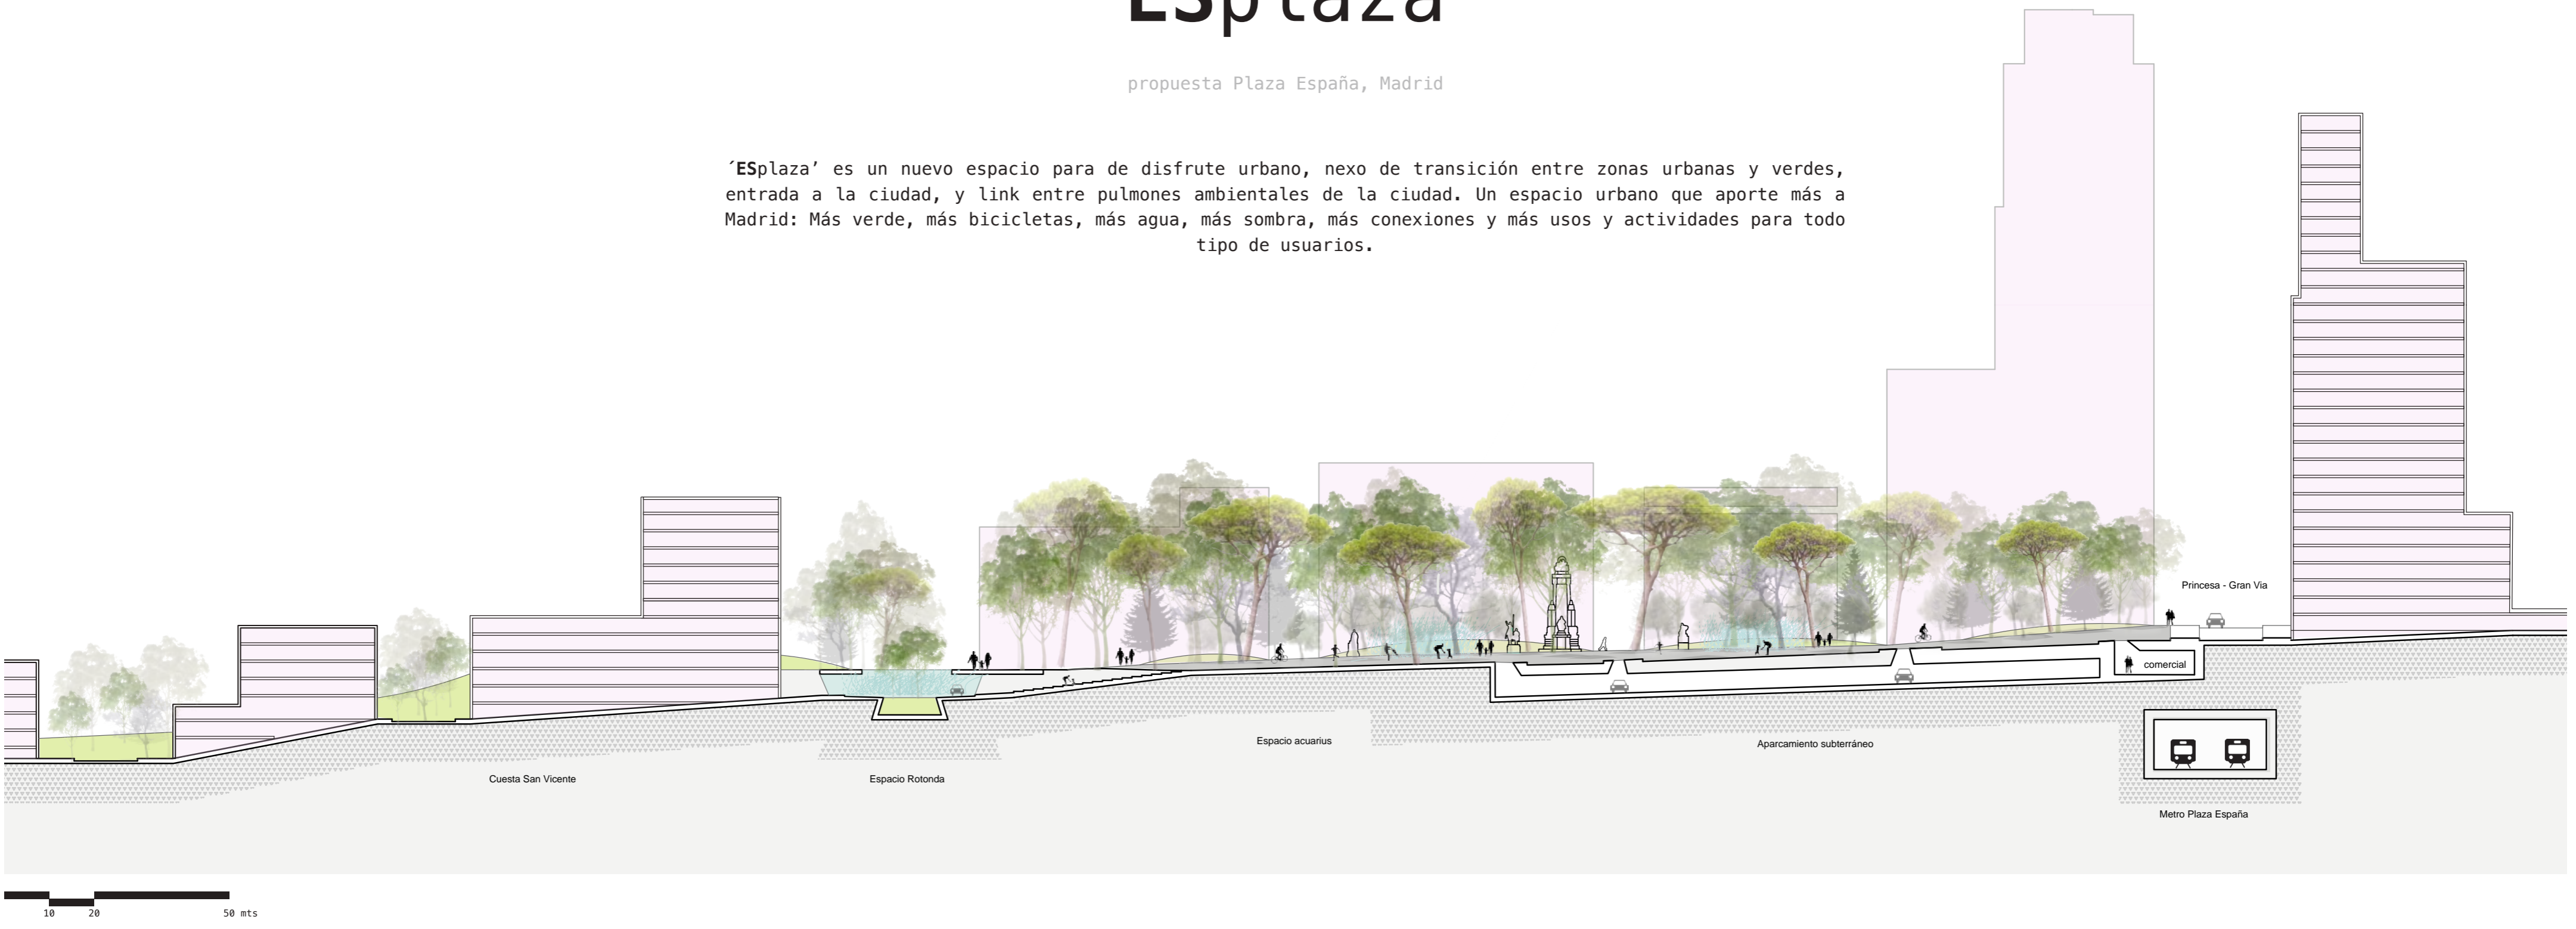 ESplaza
propuesta Plaza España, Madrid
´ESplaza’ es un nuevo espacio para de disfrute urbano, nexo de transición entre zonas urbanas y verdes,
entrada a la ciudad, y link entre pulmones ambientales de la ciudad. Un espacio urbano que aporte más a
Madrid: Más verde, más bicicletas, más agua, más sombra, más conexiones y más usos y actividades para todo
tipo de usuarios.
Princesa - Gran Via
comercial
Espacio acuarius
Aparcamiento subterráneo
Cuesta San Vicente
Espacio Rotonda
Metro Plaza España
10 20 50 mts